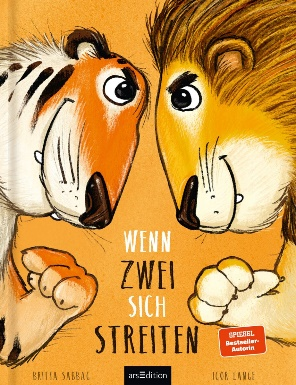 WENN
ZWEI
SICH
STREITEN
SPIEGEL
Bestseller-
Autorin
BRITTA SABBAG
IGOR LANGE
arsEdition